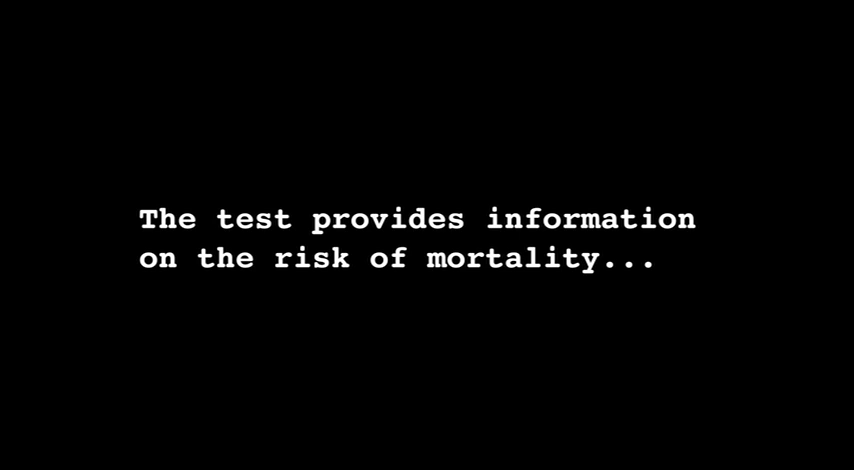 The test provides information
on the risk of mortality...